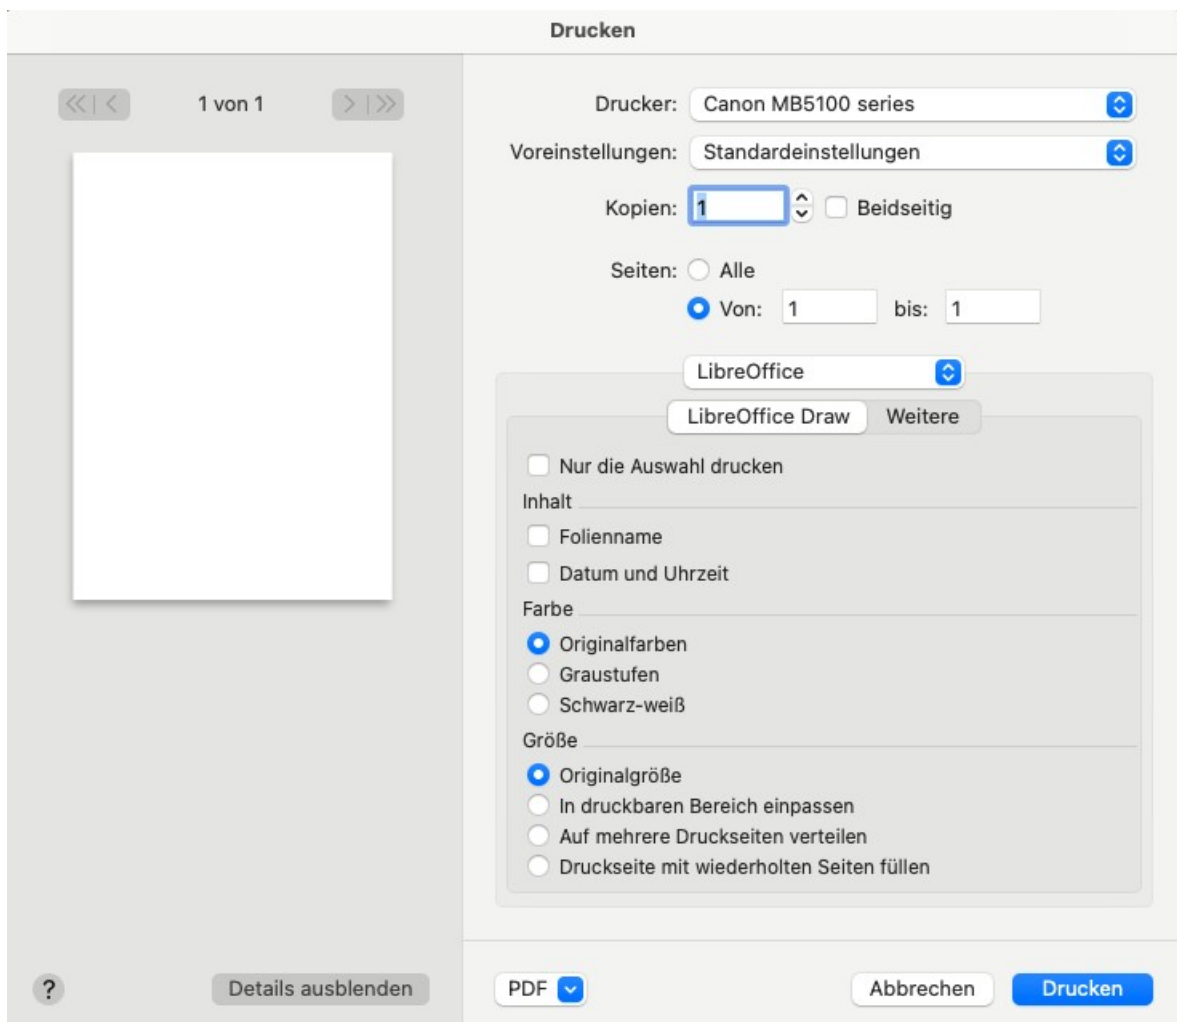 Drucken
1 von 1
Drucker: Canon MB5100 series
Voreinstellungen: Standardeinstellungen
Kopien: 1 Beidseitig
Seiten: Alle
Von: 1 bis: 1
LibreOffice
LibreOffice Draw Weitere
Nur die Auswahl drucken
Inhalt
Folienname
Datum und Uhrzeit
Farbe
Originalfarben
Graustufen
Schwarz-weiß
Größe
Originalgröße
In druckbaren Bereich einpassen
Auf mehrere Druckseiten verteilen
Druckseite mit wiederholten Seiten füllen
? Details ausblenden PDF Abbrechen Drucken